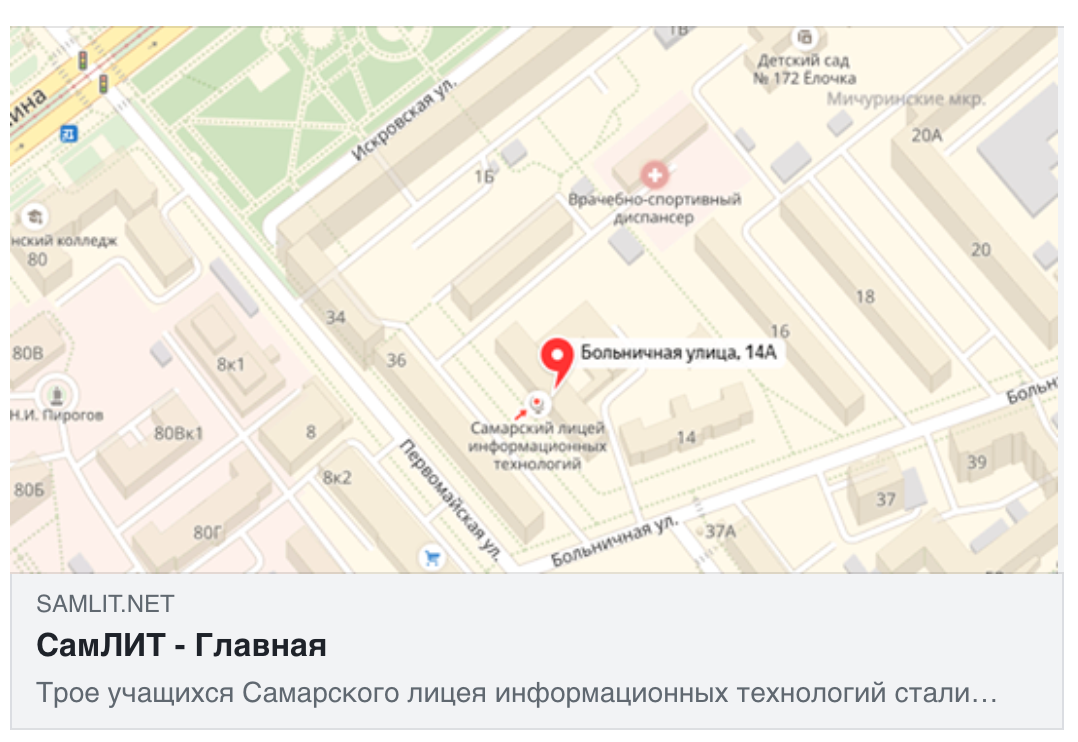 1В
Детский сад
№ 172 Ёлочка
ина
Мичуринские мкр.
Искровская ул.
20А
1Б
Врачебно-спортивный
диспансер
нский колледж
80
20
18
34
16
80В
8к1
36
Больничная улица, 14А
Больн
Н.И. Пирогов
80Вк1
8
Самарский лицей
информационных
технологий
14
Первомайская ул.
39
80Б
8к2
37
80Г
Больничная ул.
37А
SAMLIT.NET
СамЛИТ - Главная
Трое учащихся Самарского лицея информационных технологий стали…